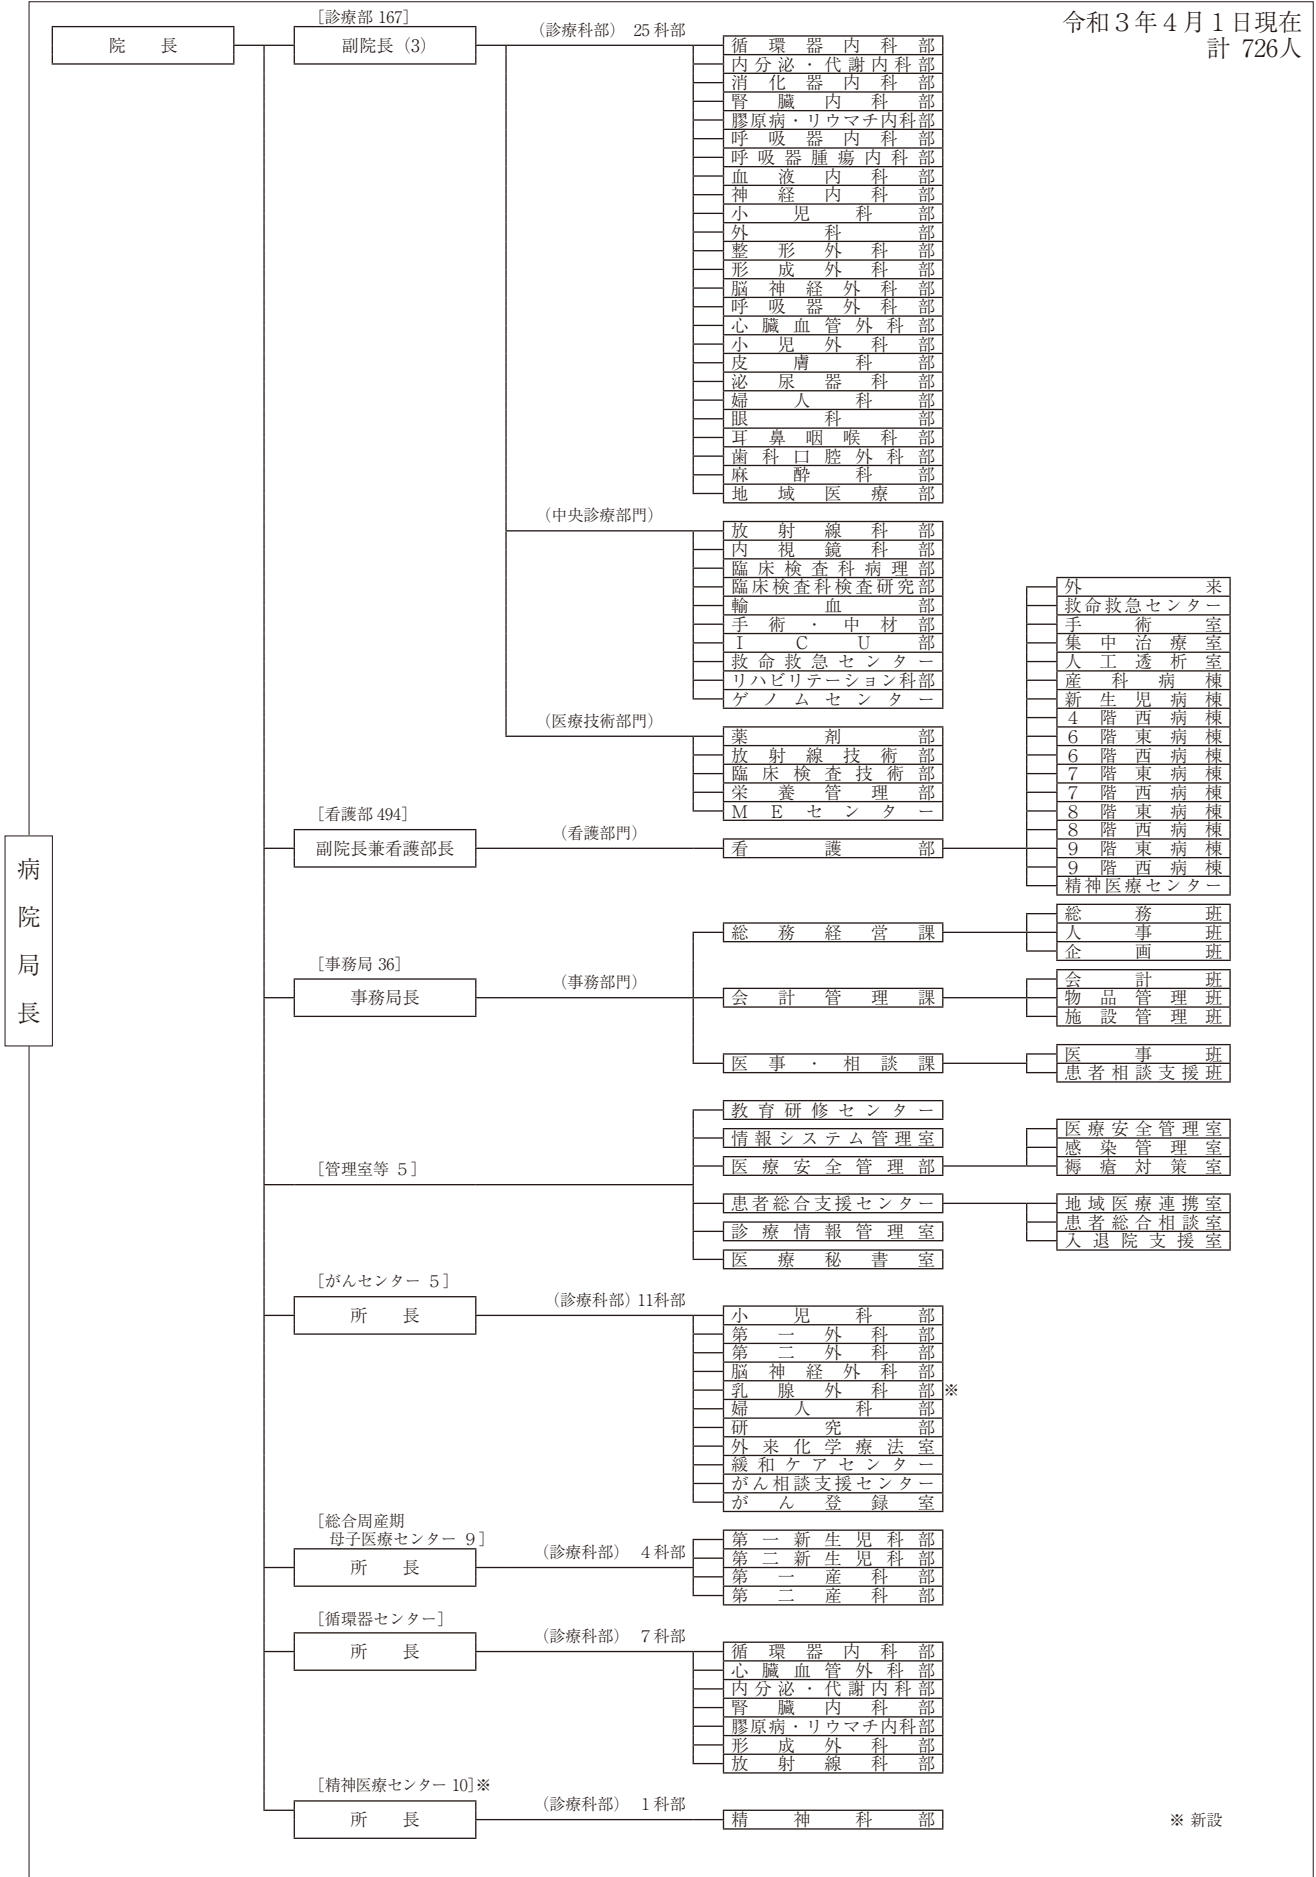 令和３年４月１日現在
計 726人
病院局長
院長
［診療部 167］
副院長（3）
（診療科部） 25 科部
循環器内科部
内分泌・代謝内科部
消化器内科部
腎臓内科部
膠原病・リウマチ内科部
呼吸器内科部
呼吸器腫瘍内科部
血液内科部
神経内科部
小児科部
外科部
整形外科部
形成外科部
脳神経外科部
呼吸器外科部
心臓血管外科部
小児外科部
皮膚科部
泌尿器科部
婦人科部
眼科部
耳鼻咽喉科部
歯科口腔外科部
麻酔科部
地域医療部
（中央診療部門）
放射線科部
内視鏡科部
臨床検査科病理部
臨床検査科検査研究部
輸血部
手術・中材部
ＩＣＵ部
救命救急センター
リハビリテーション科部
ゲノムセンター
（医療技術部門）
薬剤部
放射線技術部
臨床検査技術部
栄養管理部
ＭＥセンター
［看護部 494］
副院長兼看護部長
（看護部門）
看護部
外来
救命救急センター
手術室
集中治療室
人工透析室
産科病棟
新生児病棟
４階西病棟
６階東病棟
６階西病棟
７階東病棟
７階西病棟
８階東病棟
８階西病棟
９階東病棟
９階西病棟
精神医療センター
［事務局 36］
事務局長
（事務部門）
総務経営課
総務班
人事班
企画班
会計管理課
会計班
物品管理班
施設管理班
医事・相談課
医事班
患者相談支援班
［管理室等 ５］
教育研修センター
情報システム管理室
医療安全管理部
医療安全管理室
感染管理室
褥瘡対策室
患者総合支援センター
地域医療連携室
患者総合相談室
入退院支援室
診療情報管理室
医療秘書室
［がんセンター ５］
所長
（診療科部）11科部
小児科部
第一外科部
第二外科部
脳神経外科部
乳腺外科部※
婦人科部
研究部
外来化学療法室
緩和ケアセンター
がん相談支援センター
がん登録室
［総合周産期
母子医療センター ９］
所長
（診療科部） ４科部
第一新生児科部
第二新生児科部
第一産科部
第二産科部
［循環器センター］
所長
（診療科部） ７科部
循環器内科部
心臓血管外科部
内分泌・代謝内科部
腎臓内科部
膠原病・リウマチ内科部
形成外科部
放射線科部
［精神医療センター 10］※
所長
（診療科部） １科部
精神科部
※ 新設